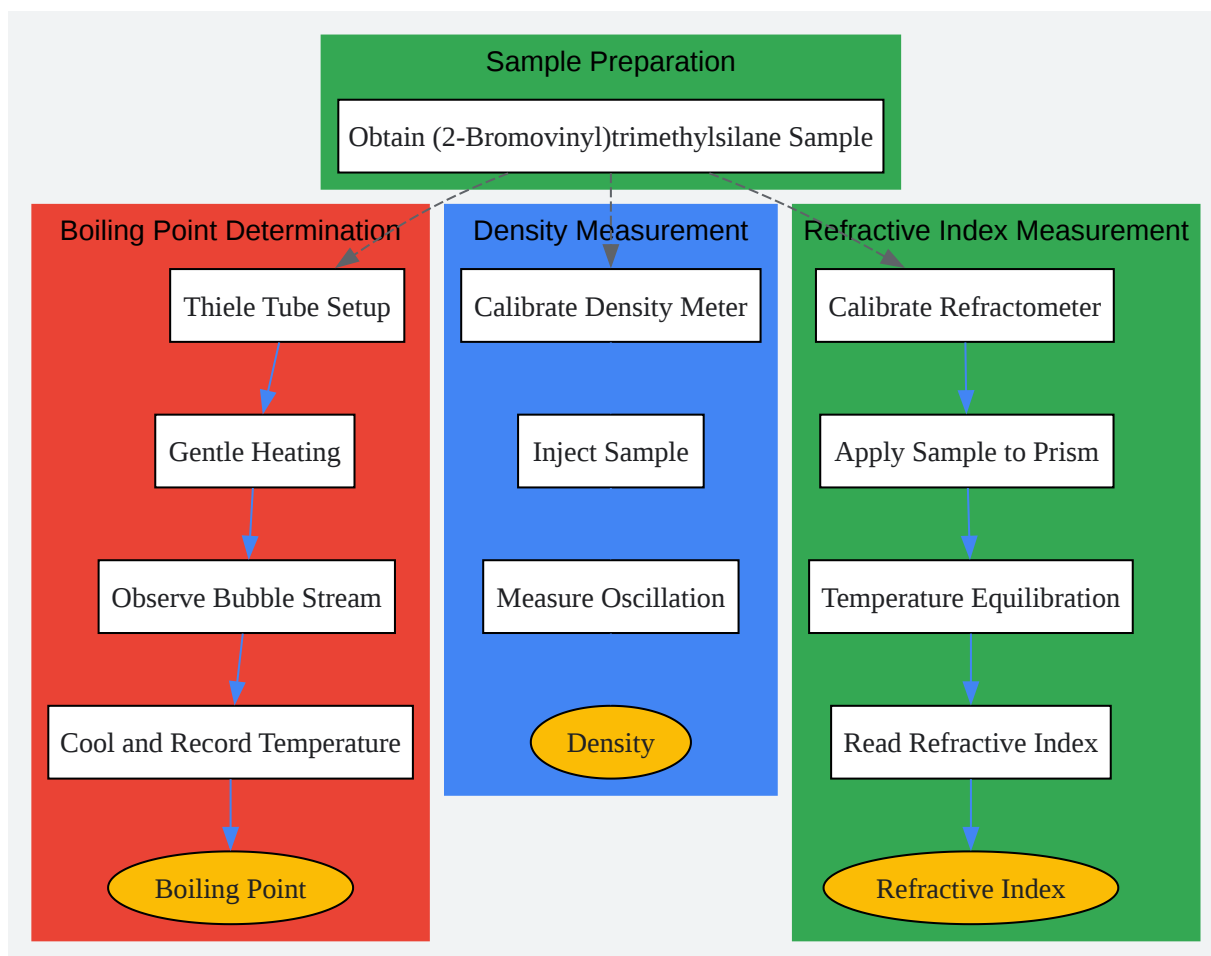 Sample Preparation
Obtain (2-Bromovinyl)trimethylsilane Sample
Boiling Point Determination
Thiele Tube Setup
Gentle Heating
Observe Bubble Stream
Cool and Record Temperature
Boiling Point
Density Measurement
Calibrate Density Meter
Inject Sample
Measure Oscillation
Density
Refractive Index Measurement
Calibrate Refractometer
Apply Sample to Prism
Temperature Equilibration
Read Refractive Index
Refractive Index